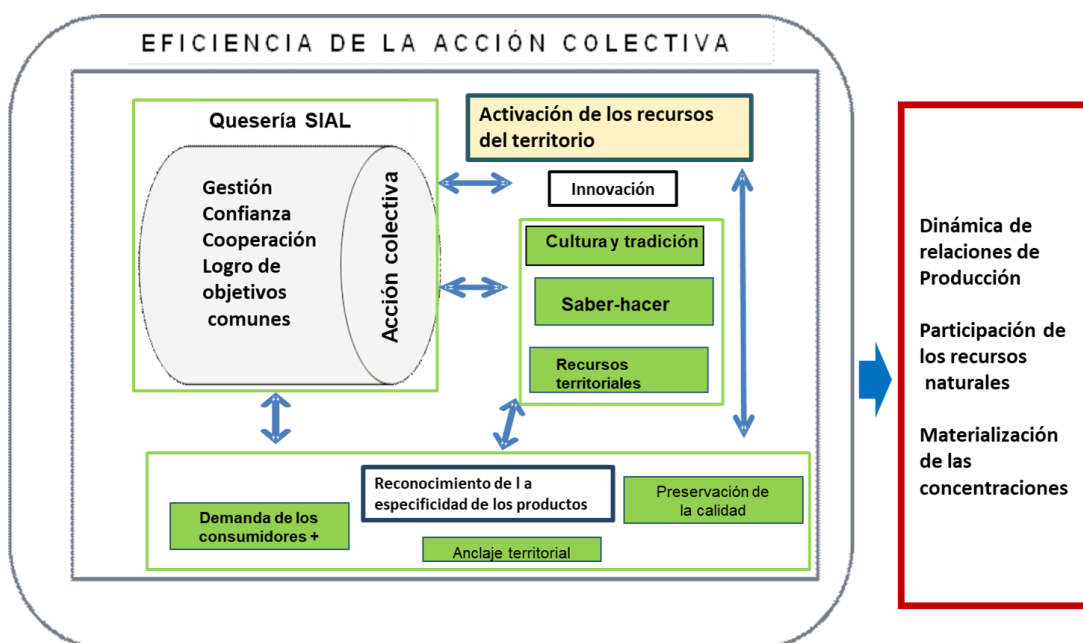 EFICIENCIA DE LA ACCIÓN COLECTIVA
Quesería SIAL
Gestión
Confianza
Cooperación
Logro de
objetivos
comunes
Acción colectiva
Activación de los recursos
del territorio
Innovación
Cultura y tradición
Saber-hacer
Recursos
territoriales
Reconocimiento de l a
especificidad de los productos
Demanda de los
consumidores +
Anclaje territorial
Preservación de
la calidad
Dinámica de
relaciones de
Producción
Participación de
los recursos
naturales
Materialización
de las
concentraciones